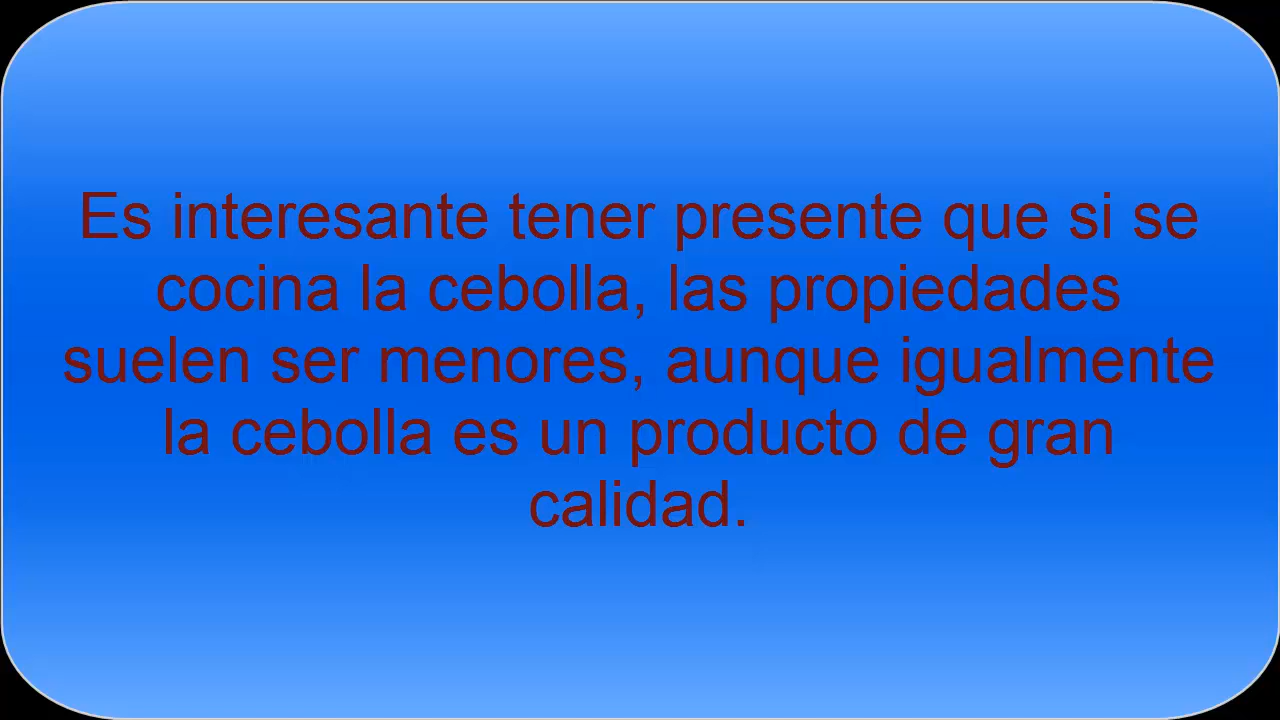 Es interesante tener presente que si se
cocina la cebolla, las propiedades
suelen ser menores, aunque igualmente
la cebolla es un producto de gran
calidad.